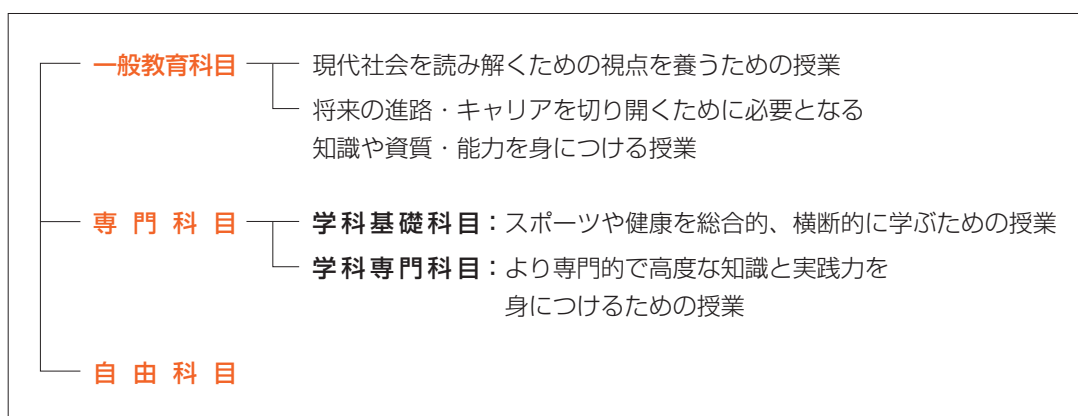 一般教育科目 現代社会を読み解くための視点を養うための授業
将来の進路・キャリアを切り開くために必要となる
知識や資質・能力を身につける授業
専門科目 学科基礎科目：スポーツや健康を総合的、横断的に学ぶための授業
学科専門科目：より専門的で高度な知識と実践力を
身につけるための授業
自由科目